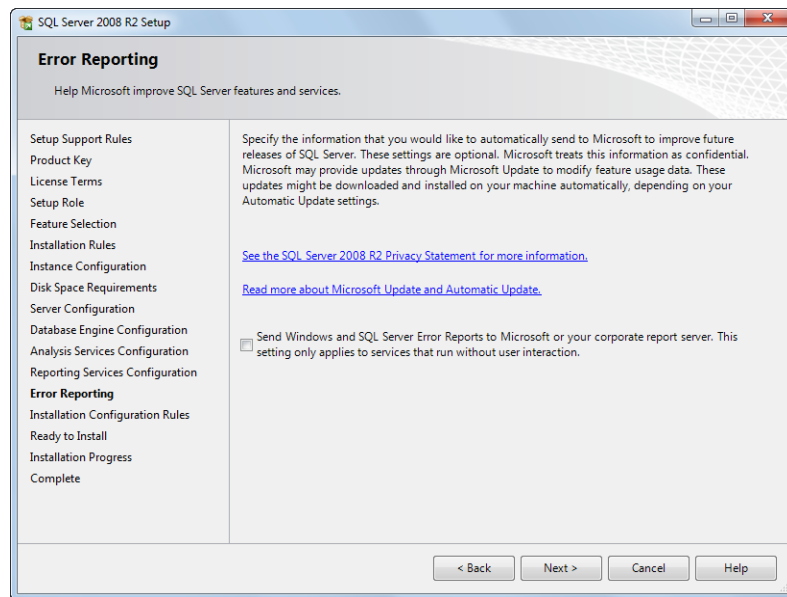 SQL Server 2008 R2 Setup
Error Reporting
Help Microsoft improve SQL Server features and services.
Setup Support Rules
Product Key
License Terms
Setup Role
Feature Selection
Installation Rules
Instance Configuration
Disk Space Requirements
Server Configuration
Database Engine Configuration
Analysis Services Configuration
Reporting Services Configuration
Error Reporting
Installation Configuration Rules
Ready to Install
Installation Progress
Complete
Specify the information that you would like to automatically send to Microsoft to improve future
releases of SQL Server. These settings are optional. Microsoft treats this information as confidential.
Microsoft may provide updates through Microsoft Update to modify feature usage data. These
updates might be downloaded and installed on your machine automatically, depending on your
Automatic Update settings.
See the SQL Server 2008 R2 Privacy Statement for more information.
Read more about Microsoft Update and Automatic Update.
Send Windows and SQL Server Error Reports to Microsoft or your corporate report server. This
setting only applies to services that run without user interaction.
< Back
Next >
Cancel
Help